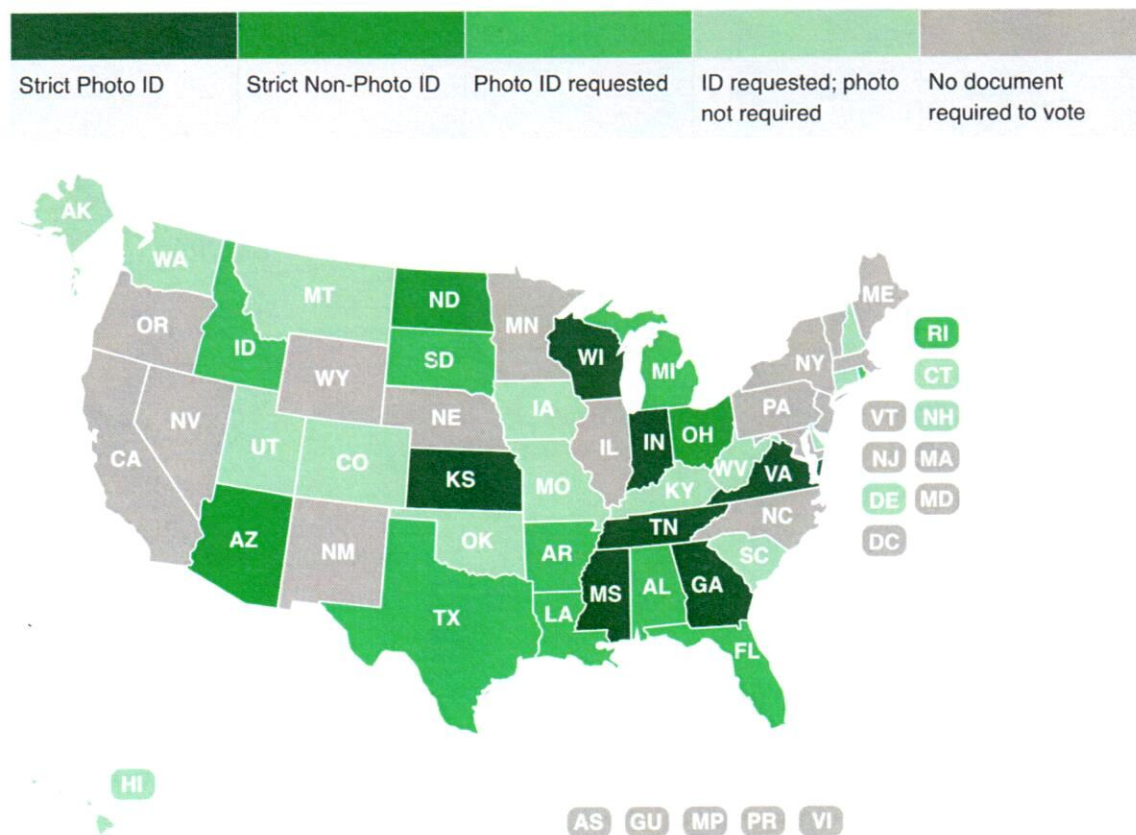 Strict Photo ID
Strict Non-Photo ID
Photo ID requested
ID requested; photo
not required
No document
required to vote
AK
WA
MT
ND
MN
ME
OR
ID
SD
WI
MI
NY
RI
WY
CT
NE
IA
PA
VT
NH
NV
IL
IN
OH
NJ
MA
CA
UT
CO
KS
MO
WV
VA
KY
DE
MD
NC
TN
DC
AZ
NM
OK
AR
SC
MS
AL
GA
TX
LA
FL
HI
AS
GU
MP
PR
VI